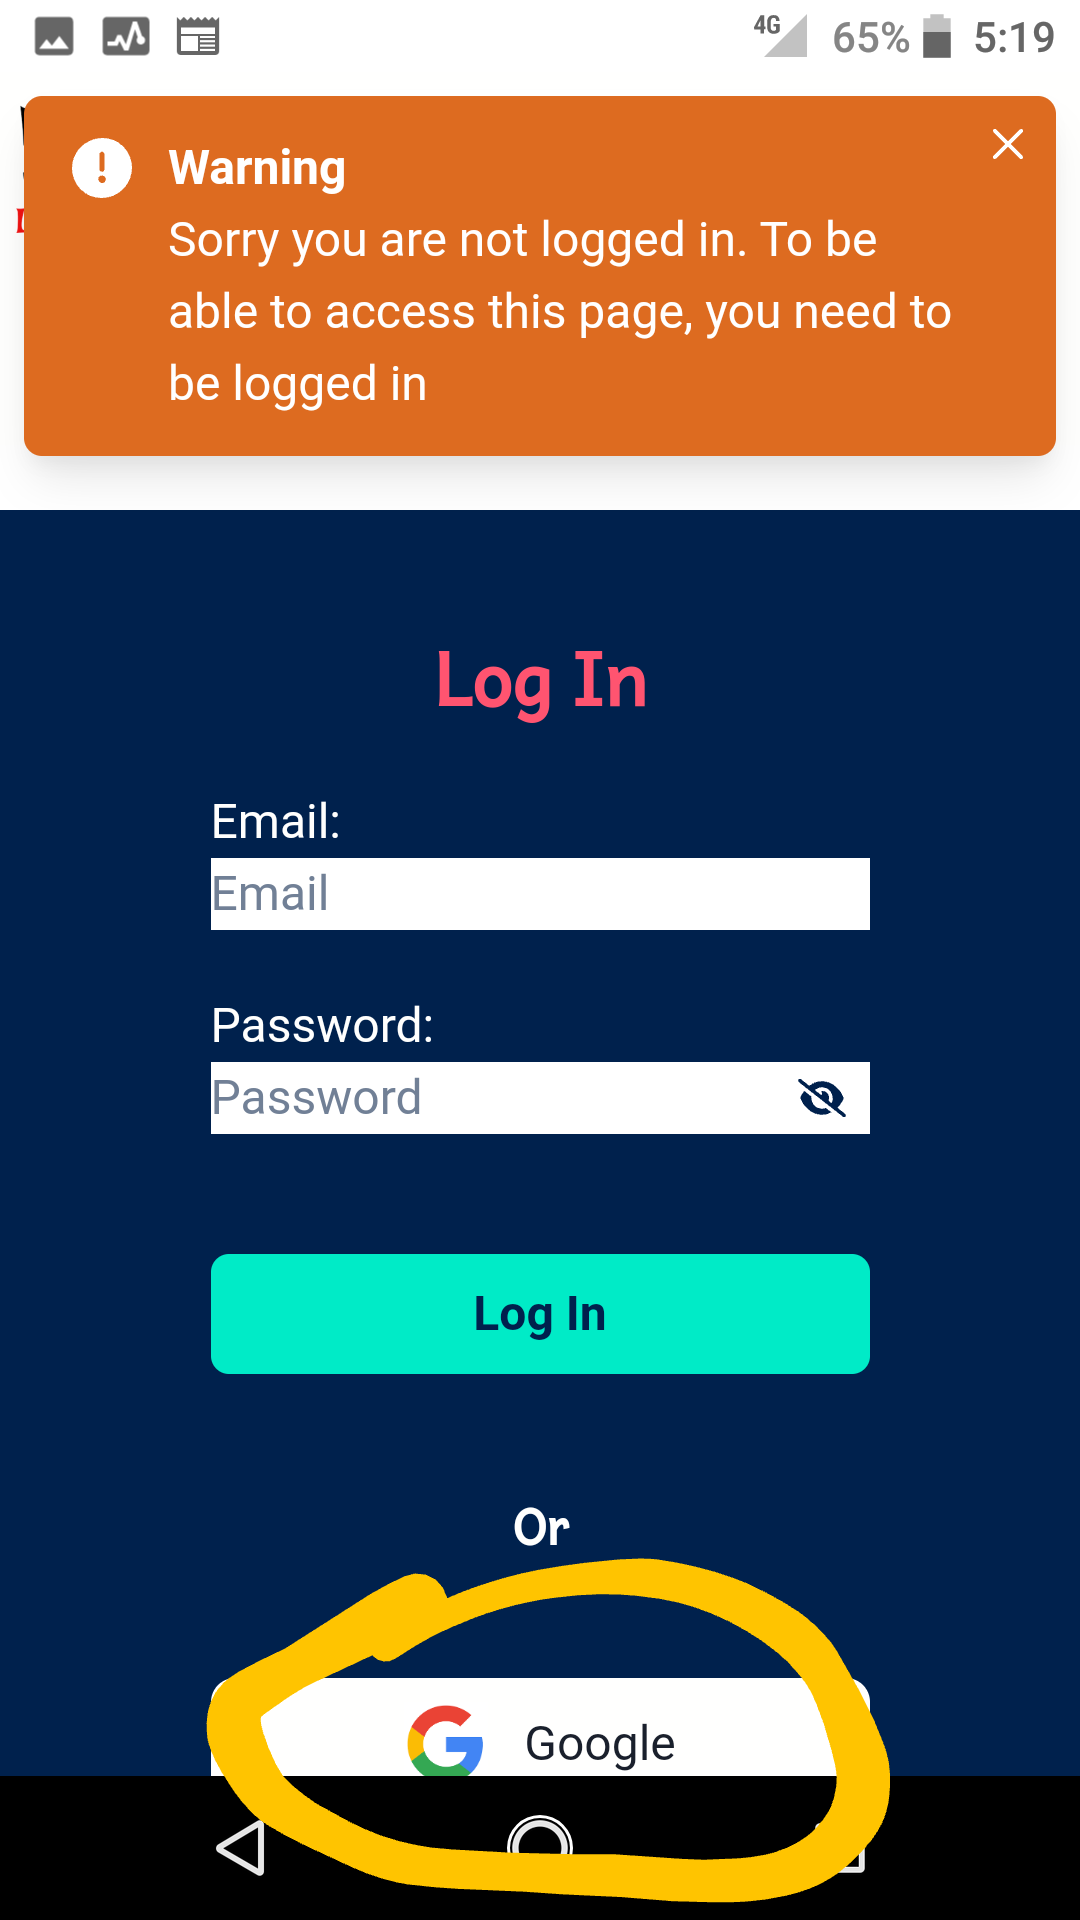 4G 65% 5:19
Warning
Sorry you are not logged in. To be
able to access this page, you need to
be logged in
Log In
Email:
Email
Password:
Password
Log In
Or
Google